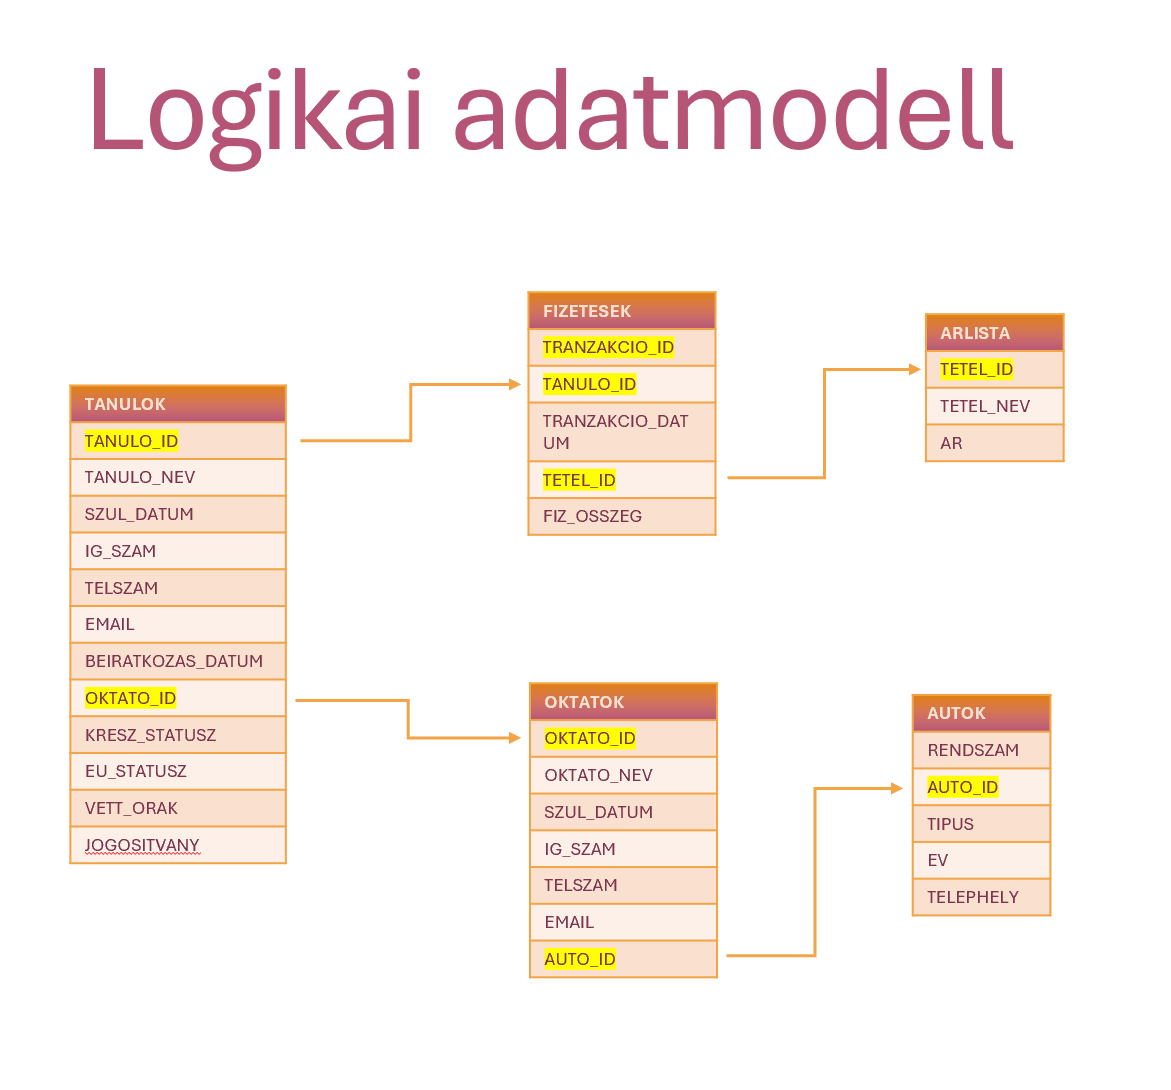 Logikai adatmodell
TANULOK
TANULO_ID
TANULO_NEV
SZUL_DATUM
IG_SZAM
TELSZAM
EMAIL
BEIRATKOZAS_DATUM
OKTATO_ID
KRESZ_STATUSZ
EU_STATUSZ
VETT_ORAK
JOGOSITVANY
FIZETESEK
TRANZAKCIO_ID
TANULO_ID
TRANZAKCIO_DAT
UM
TETEL_ID
FIZ_OSSZEG
ARLISTA
TETEL_ID
TETEL_NEV
AR
OKTATOK
OKTATO_ID
OKTATO_NEV
SZUL_DATUM
IG_SZAM
TELSZAM
EMAIL
AUTO_ID
AUTOK
RENDSZAM
AUTO_ID
TIPUS
EV
TELEPHELY